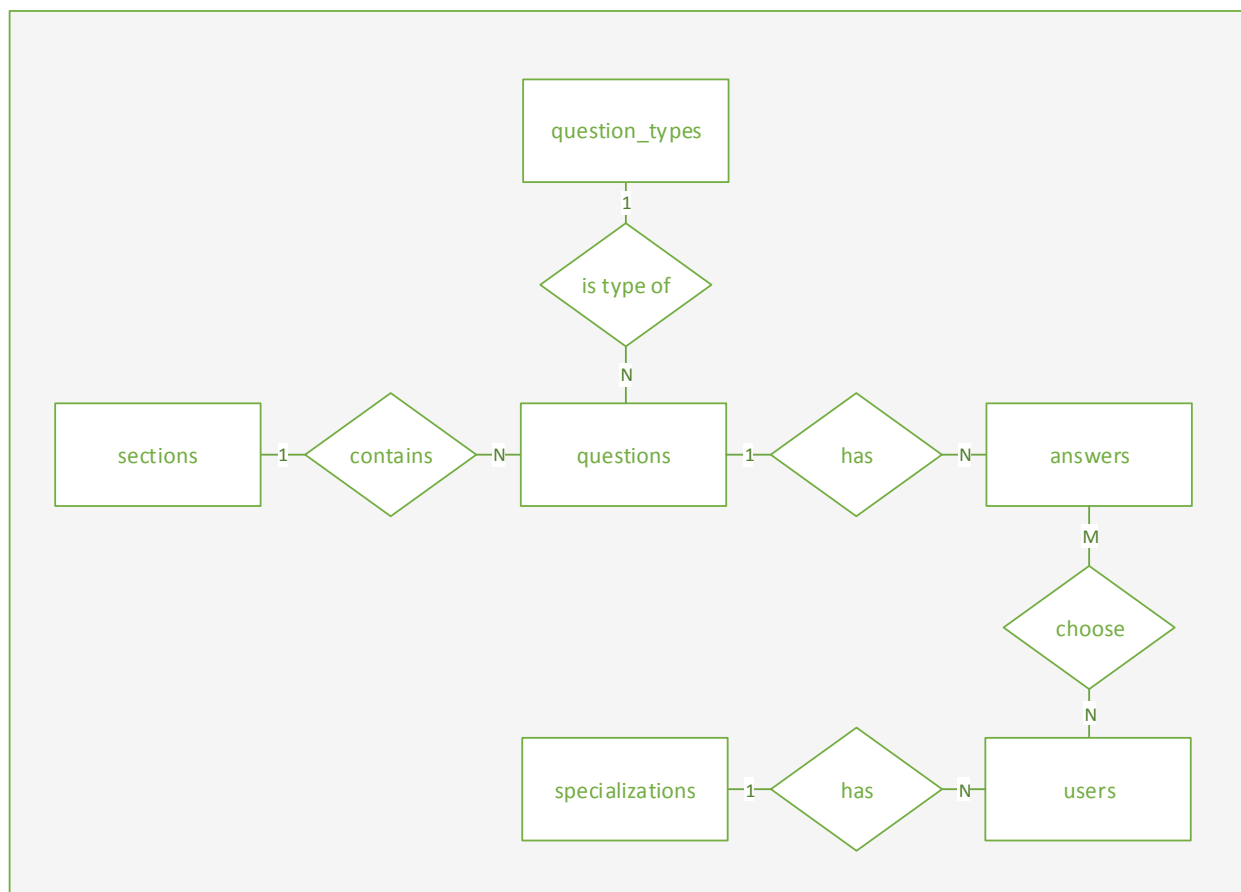 question_types
1
is type of
N
sections
1
contains
N
questions
1
has
N
answers
M
choose
N
specializations
1
has
N
users